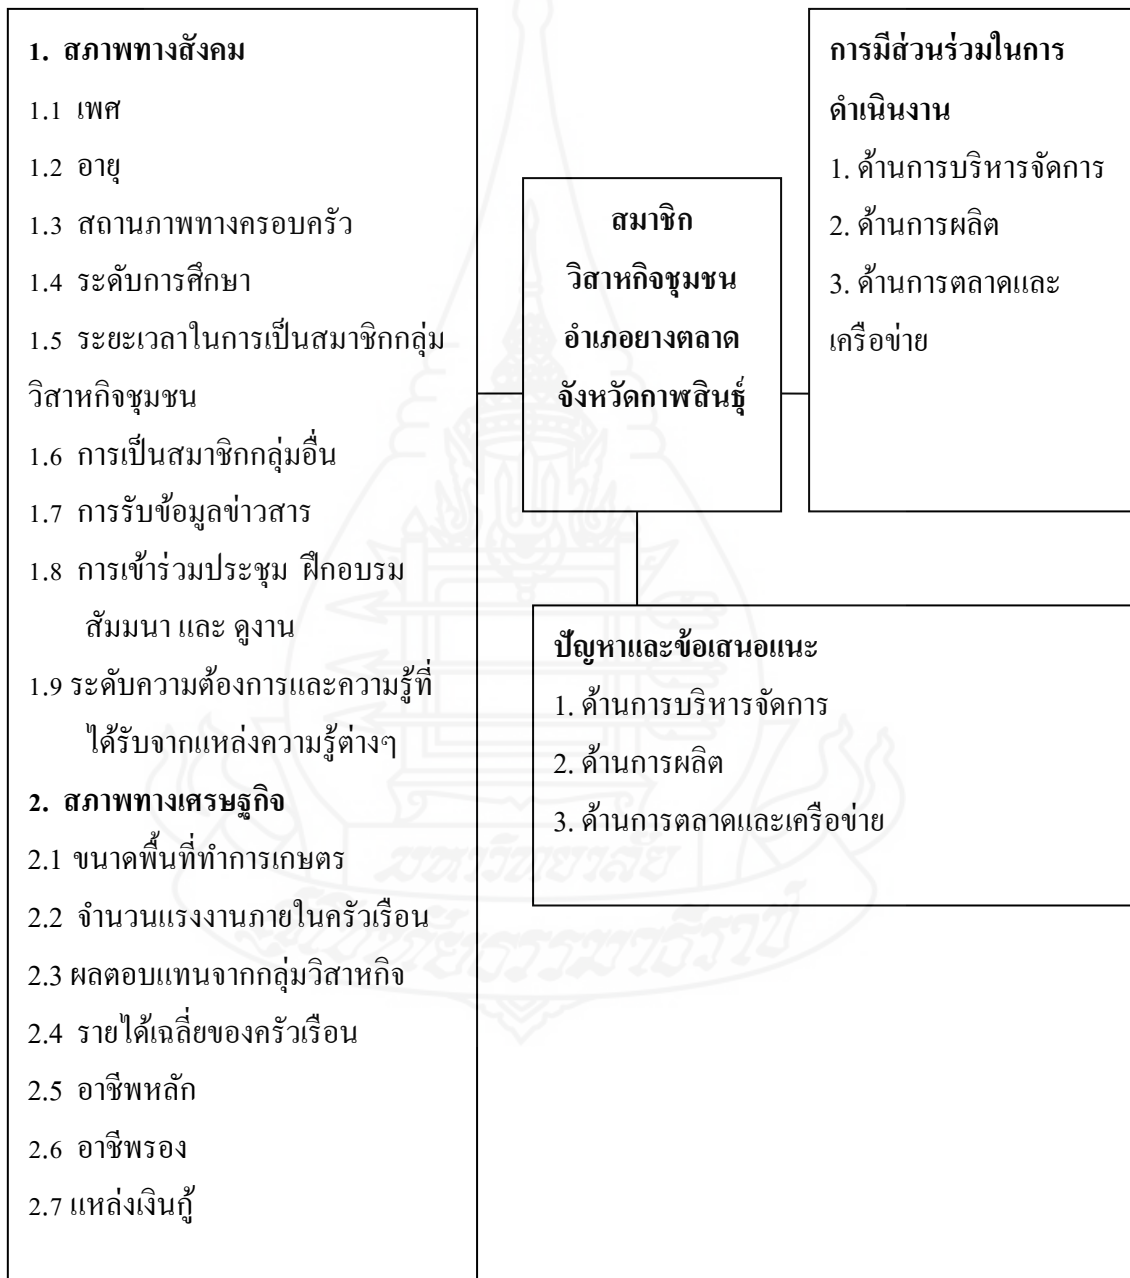 1. สภาพทางสังคม
1.1 เพศ
1.2 อายุ
1.3 สถานภาพทางครอบครัว
1.4 ระดับการศึกษา
1.5 ระยะเวลาในการเป็นสมาชิกกลุ่ม
วิสาหกิจชุมชน
1.6 การเป็นสมาชิกกลุ่มอื่น
1.7 การรับข้อมูลข่าวสาร
1.8 การเข้าร่วมประชุม ฝึกอบรม
สัมมนา และ ดูงาน
1.9 ระดับความต้องการและความรู้ที่
ได้รับจากแหล่งความรู้ต่างๆ
2. สภาพทางเศรษฐกิจ
2.1 ขนาดพื้นที่ทำการเกษตร
2.2 จำนวนแรงงานภายในครัวเรือน
2.3 ผลตอบแทนจากกลุ่มวิสาหกิจ
2.4 รายได้เฉลี่ยของครัวเรือน
2.5 อาชีพหลัก
2.6 อาชีพรอง
2.7 แหล่งเงินกู้
สมาชิก
วิสาหกิจชุมชน
อำเภอยางตลาด
จังหวัดกาฬสินธุ์
การมีส่วนร่วมในการ
ดำเนินงาน
1. ด้านการบริหารจัดการ
2. ด้านการผลิต
3. ด้านการตลาดและ
เครือข่าย
ปัญหาและข้อเสนอแนะ
1. ด้านการบริหารจัดการ
2. ด้านการผลิต
3. ด้านการตลาดและเครือข่าย
มหาวิทยาลัย
สุโขทัยธรรมาธิราช